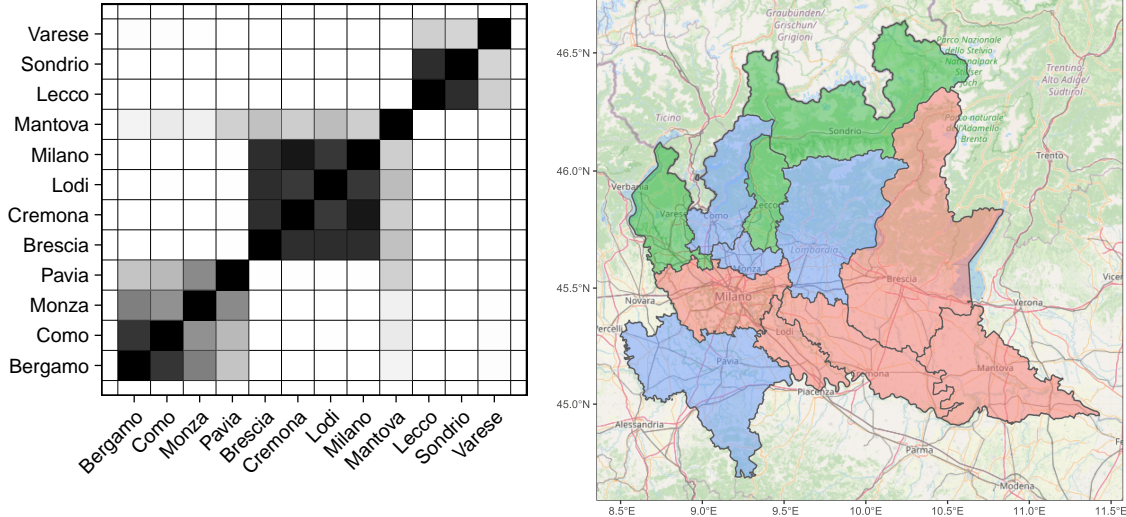 Varese
Sondrio
Lecco
Mantova
Milano
Lodi
Cremona
Brescia
Pavia
Monza
Como
Bergamo
Bergamo
Como
Monza
Pavia
Brescia
Cremona
Lodi
Milano
Mantova
Lecco
Sondrio
Varese
46.5°N
46.0°N
45.5°N
45.0°N
8.5°E
9.0°E
9.5°E
10.0°E
10.5°E
11.0°E
11.5°E
Graubünden/
Grischun/
Grigioni
Parco Nazionale
della Stelvio
Nationalpark
Stilfser
Joch
Trentino-
Alto Adige/
Südtirol
Ticino
Sondrio
Parco naturale
dell'Adamello
Brenta
Trento
Verbania
Varese
Como
Lecco
Lombardia
Monza
Brescia
Novara
Milano
Verona
Vicen
ercelli
Lodi
Pavia
Mantova
Cremona
Piacenza
Alessandria
Parma
Fe
Modena